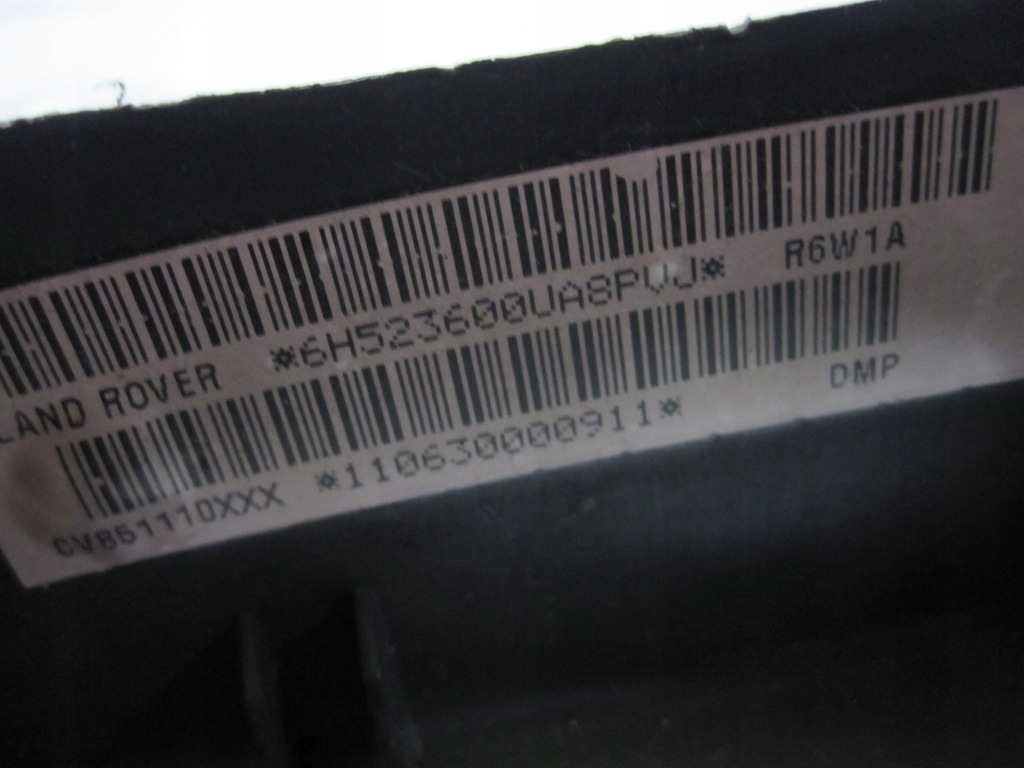 LAND ROVER *6H523600UA8PVJ* R6W1A
CV851110XXX *110630000911* DMP